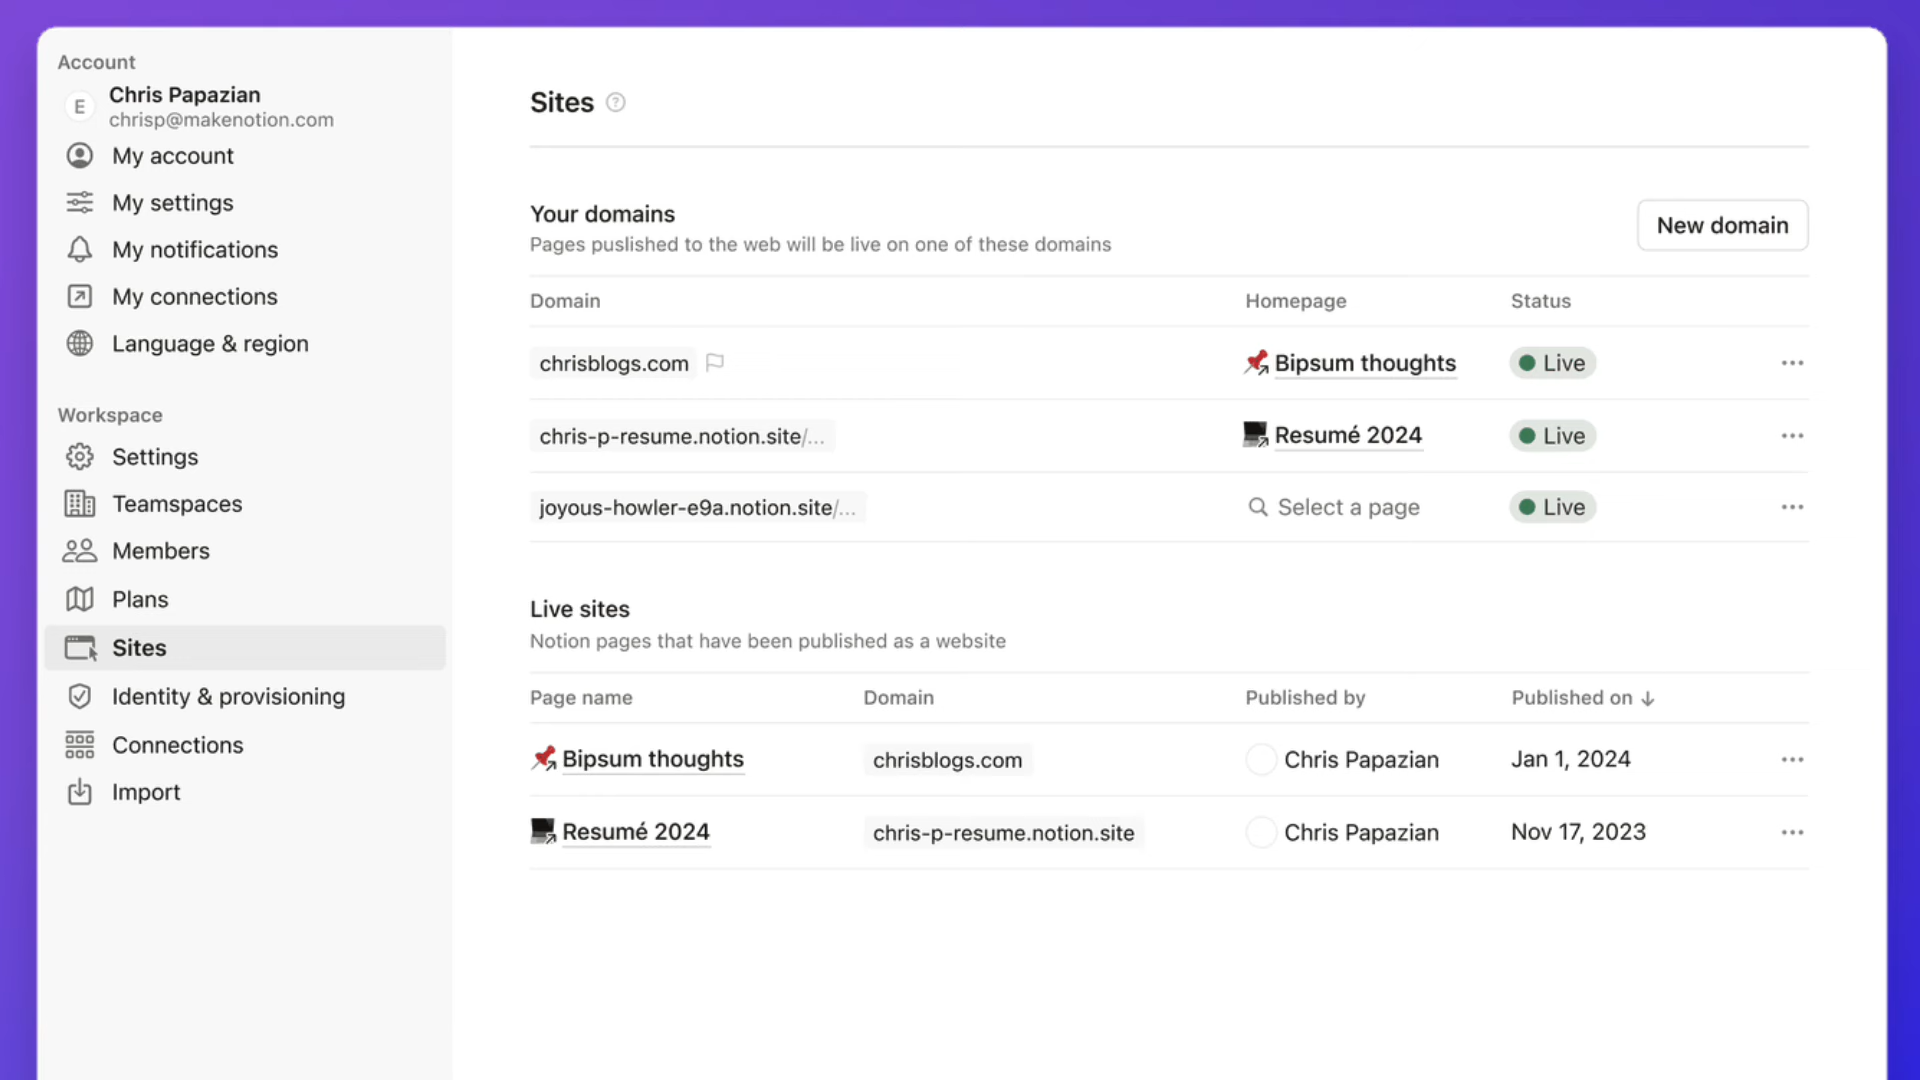 Account
E
Chris Papazian
chrisp@makenotion.com
My account
My settings
My notifications
My connections
Language & region
Workspace
Settings
Teamspaces
Members
Plans
Sites
Identity & provisioning
Connections
Import
Sites ?
Your domains
Pages puslished to the web will be live on one of these domains
New domain
Domain Homepage Status
chrisblogs.com Bipsum thoughts Live
chris-p-resume.notion.site/... Resumé 2024 Live
joyous-howler-e9a.notion.site/... Select a page Live
Live sites
Notion pages that have been published as a website
Page name Domain Published by Published on ↓
Bipsum thoughts chrisblogs.com Chris Papazian Jan 1, 2024
Resumé 2024 chris-p-resume.notion.site Chris Papazian Nov 17, 2023